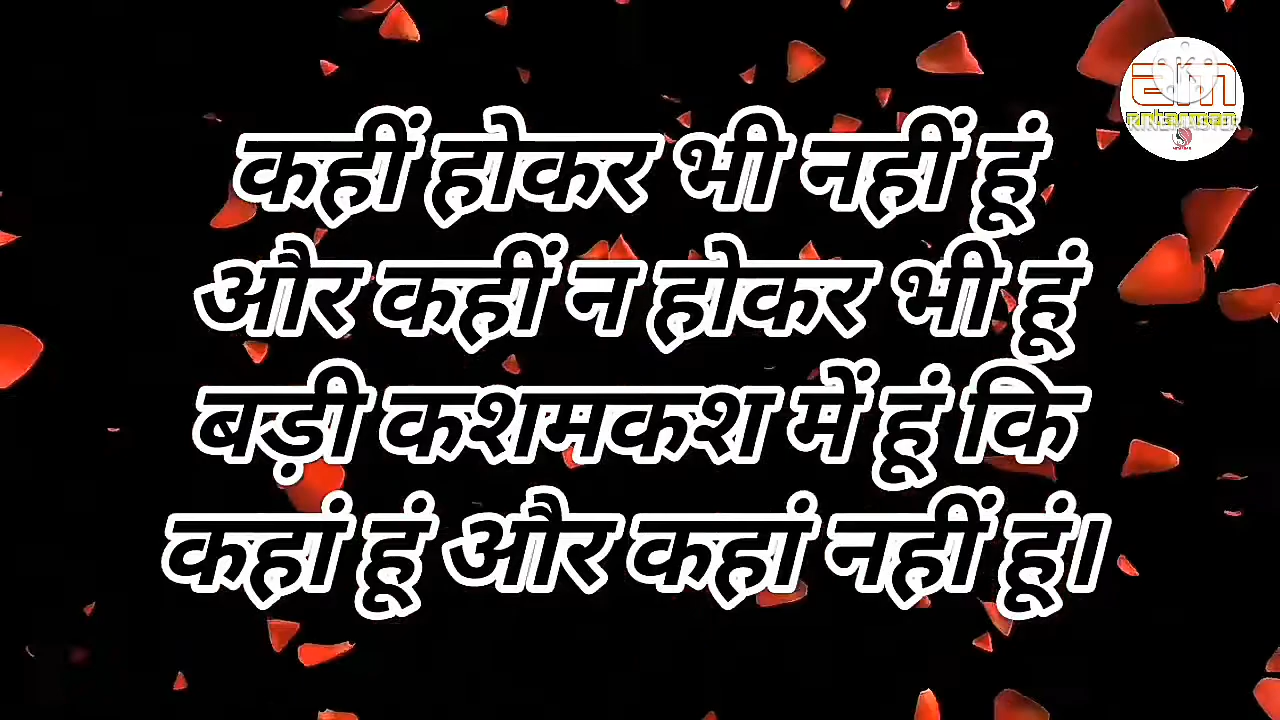 कहीं होकर भी नहीं हूं
और कहीं न होकर भी हूं
बड़ी कशमकश में हूं कि
कहां हूं और कहां नहीं हूं।